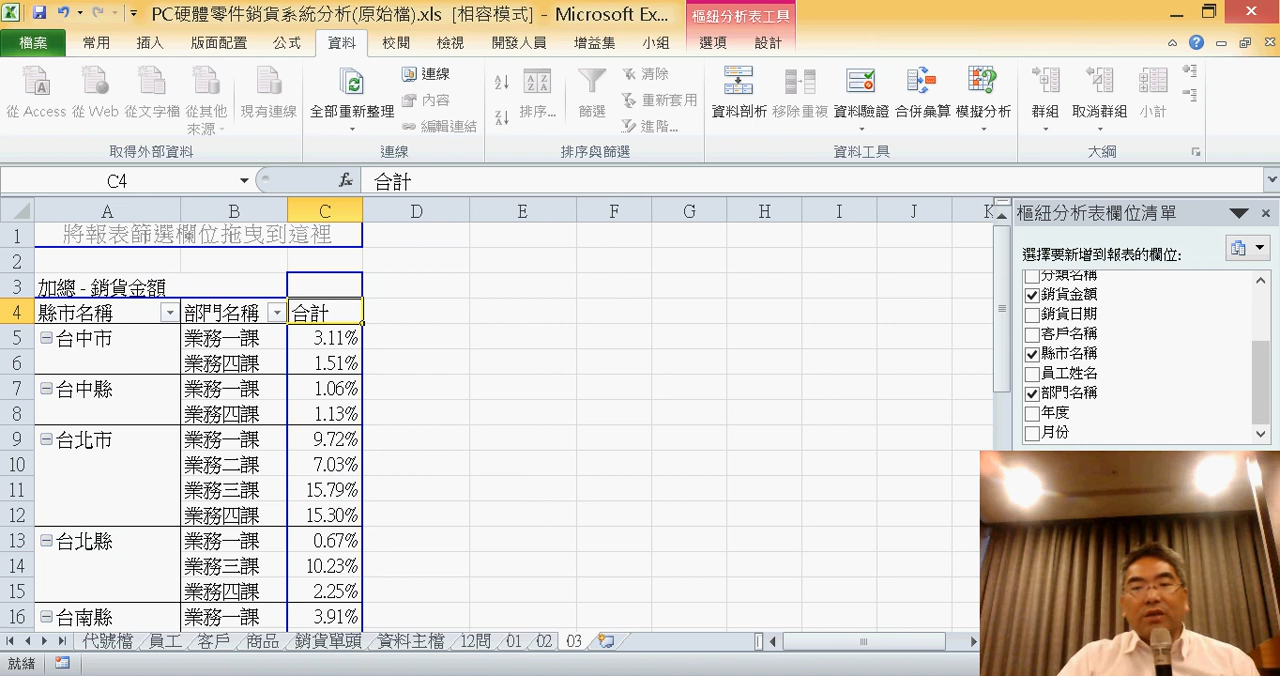 PC硬體零件銷貨系統分析(原始檔).xls [相容模式] - Microsoft Ex...
樞紐分析表工具
檔案 常用 插入 版面配置 公式 資料 校閱 檢視 開發人員 增益集 小組 選項 設計
從 Access 從 Web 從文字檔 從其他來源 現有連線
取得外部資料
全部重新整理 連線 內容 編輯連結
連線
排序... 篩選 清除 重新套用 進階...
排序與篩選
資料剖析 移除重複 資料驗證 合併彙算 模擬分析
資料工具
群組 取消群組 小計
大綱
C4 fx 合計
A B C D E F G H I J K
1 將報表篩選欄位拖曳到這裡
2
3 加總 - 銷貨金額
4 縣市名稱 部門名稱 合計
5 台中市 業務一課 3.11%
6 業務四課 1.51%
7 台中縣 業務一課 1.06%
8 業務四課 1.13%
9 台北市 業務一課 9.72%
10 業務二課 7.03%
11 業務三課 15.79%
12 業務四課 15.30%
13 台北縣 業務一課 0.67%
14 業務三課 10.23%
15 業務四課 2.25%
16 台南縣 業務一課 3.91%
樞紐分析表欄位清單
選擇要新增到報表的欄位:
分類名稱
銷貨金額
銷貨日期
客戶名稱
縣市名稱
員工姓名
部門名稱
年度
月份
代號檔 員工 客戶 商品 銷貨單頭 資料主檔 12問 01 02 03
就緒